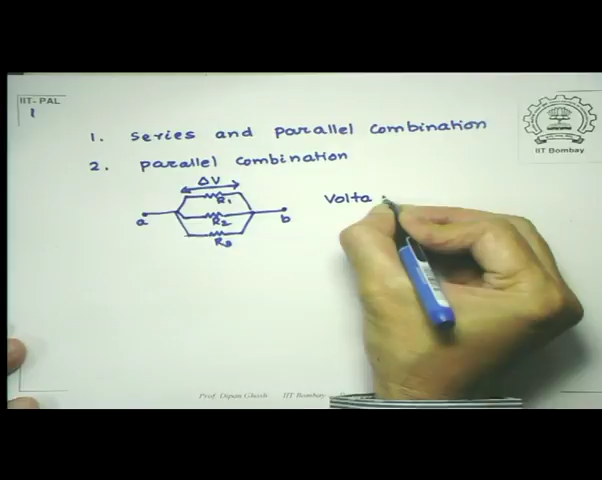 IIT- PAL
1
1. Series and parallel combination
2. parallel combination
ΔV
R1
Volta
a
R2
b
R3
IIT Bombay
Prof. Dipan Ghosh IIT Bombay